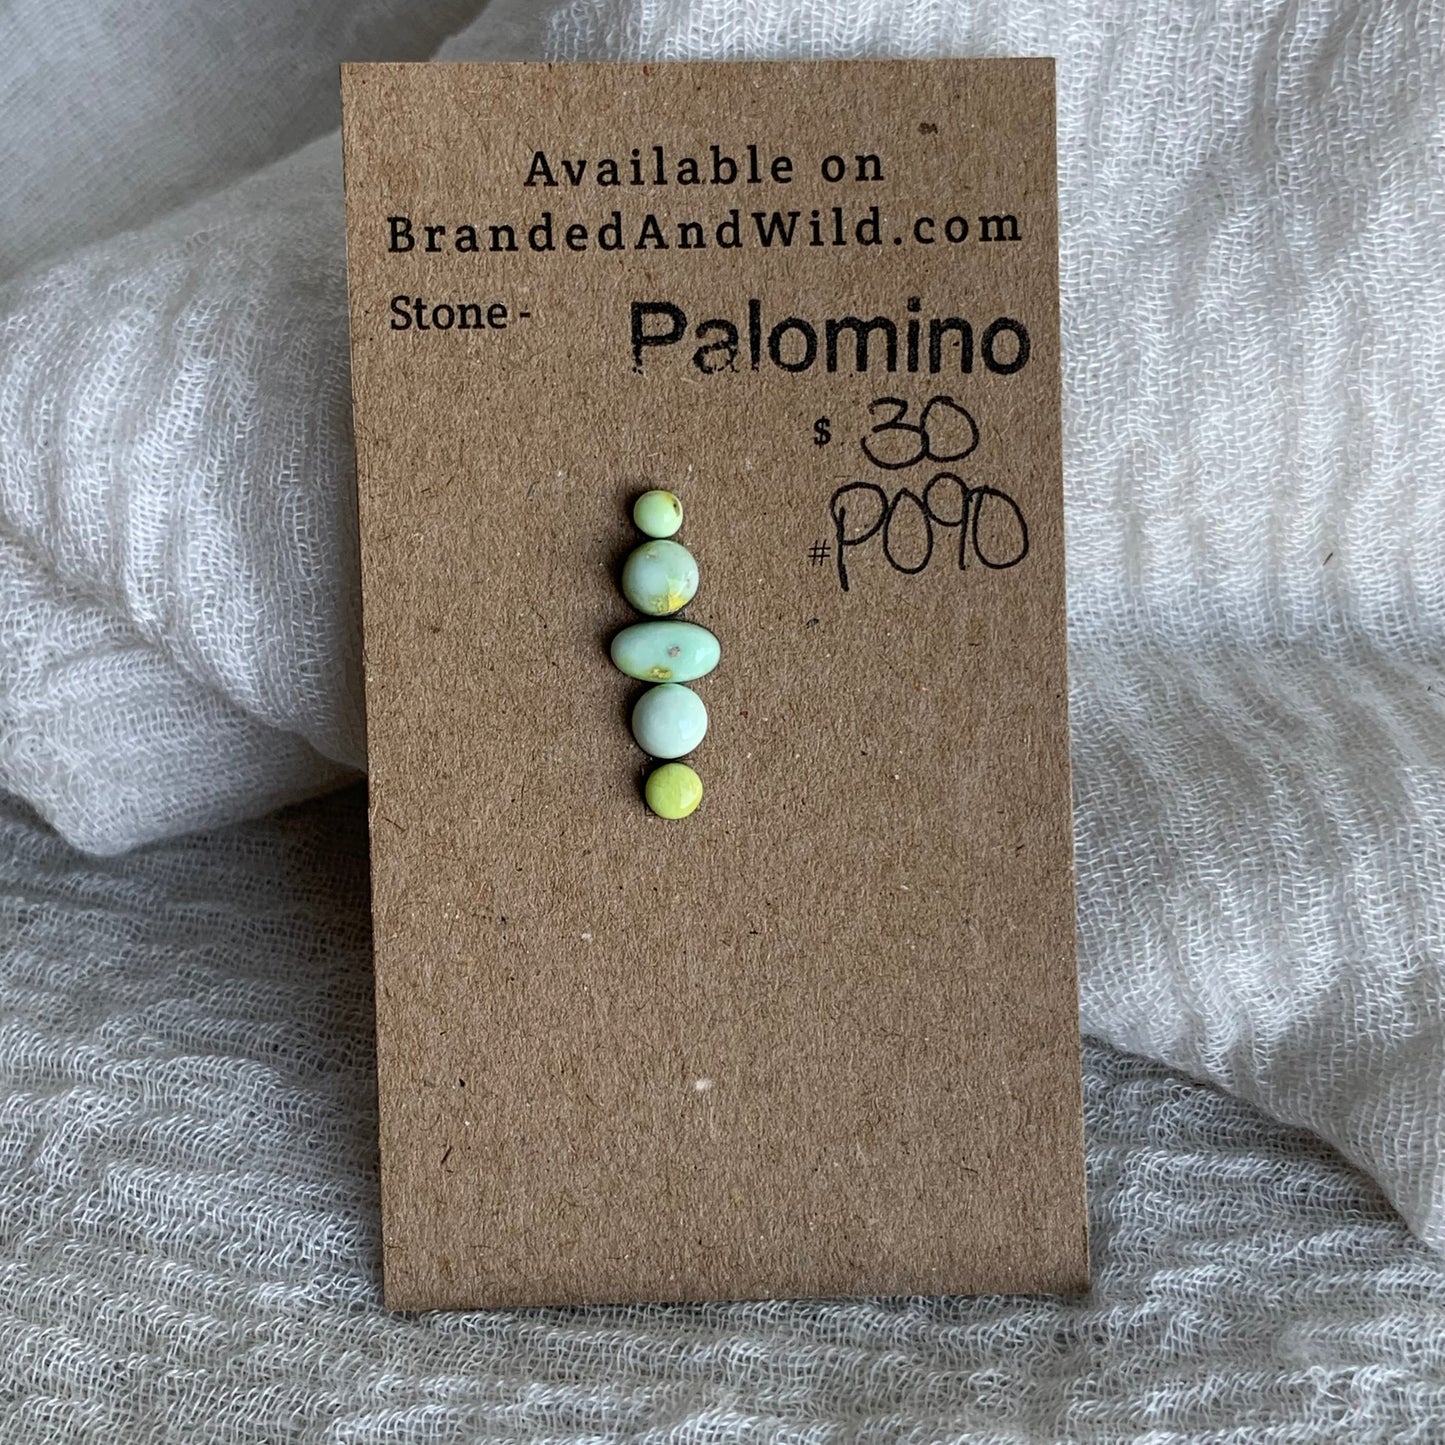 Available on
BrandedAndWild.com
Stone - Palomino
$ 30
# P090